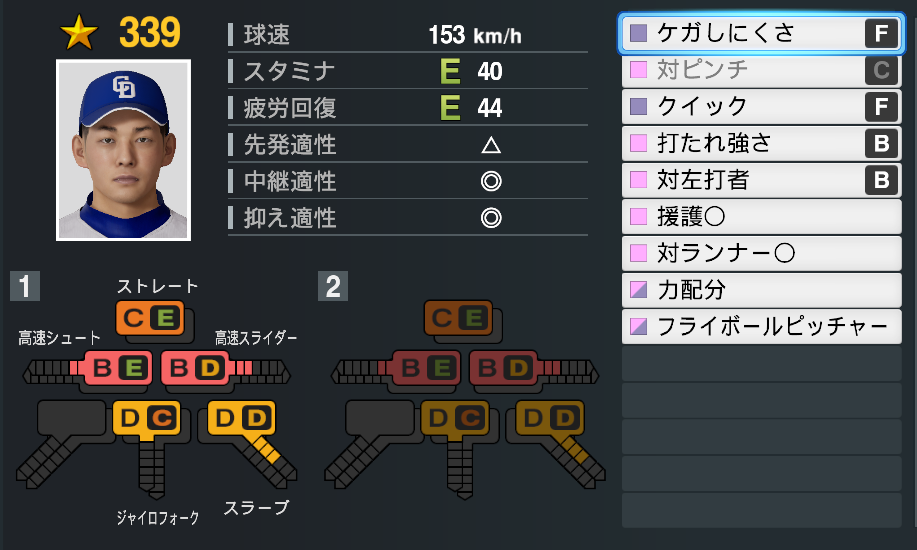 339
CD
球速 153 km/h
スタミナ E 40
疲労回復 E 44
先発適性 △
中継適性 ◎
抑え適性 ◎
ケガしにくさ F
対ピンチ C
クイック F
打たれ強さ B
対左打者 B
援護○
対ランナー○
力配分
フライボールピッチャー
1
ストレート
C E
高速シュート
高速スライダー
B E
B D
D C
D D
ジャイロフォーク
スラーブ
2
C E
B E
B D
D C
D D